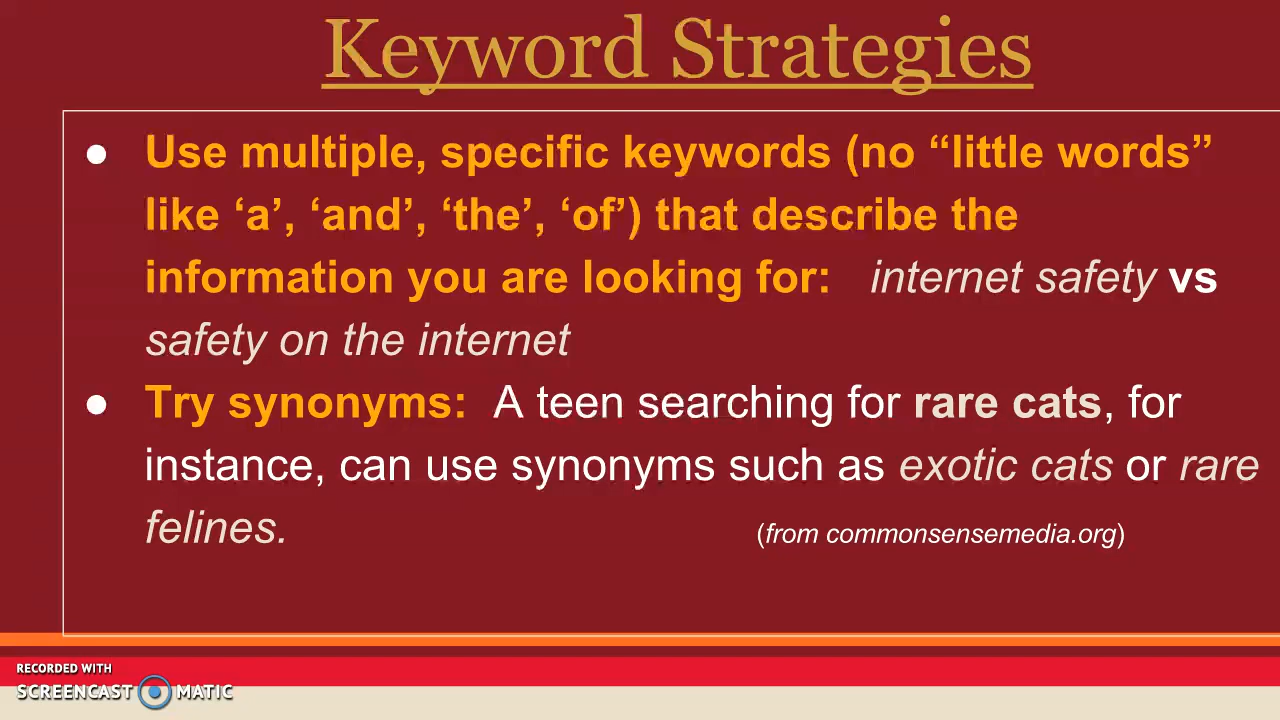 Keyword Strategies
● Use multiple, specific keywords (no “little words”
like ‘a’, ‘and’, ‘the’, ‘of’) that describe the
information you are looking for: internet safety vs
safety on the internet
● Try synonyms: A teen searching for rare cats, for
instance, can use synonyms such as exotic cats or rare
felines. (from commonsensemedia.org)
RECORDED WITH
SCREENCAST MATIC